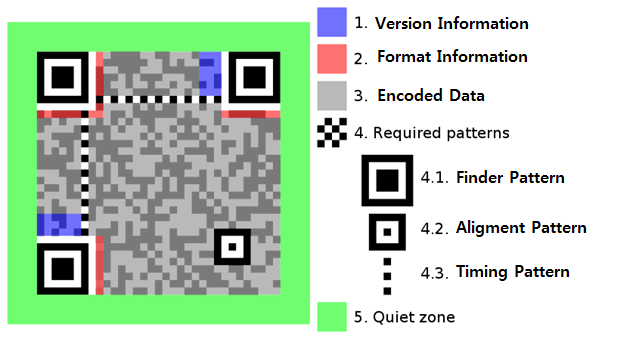 1. Version Information
2. Format Information
3. Encoded Data
4. Required patterns
4.1. Finder Pattern
4.2. Aligment Pattern
4.3. Timing Pattern
5. Quiet zone